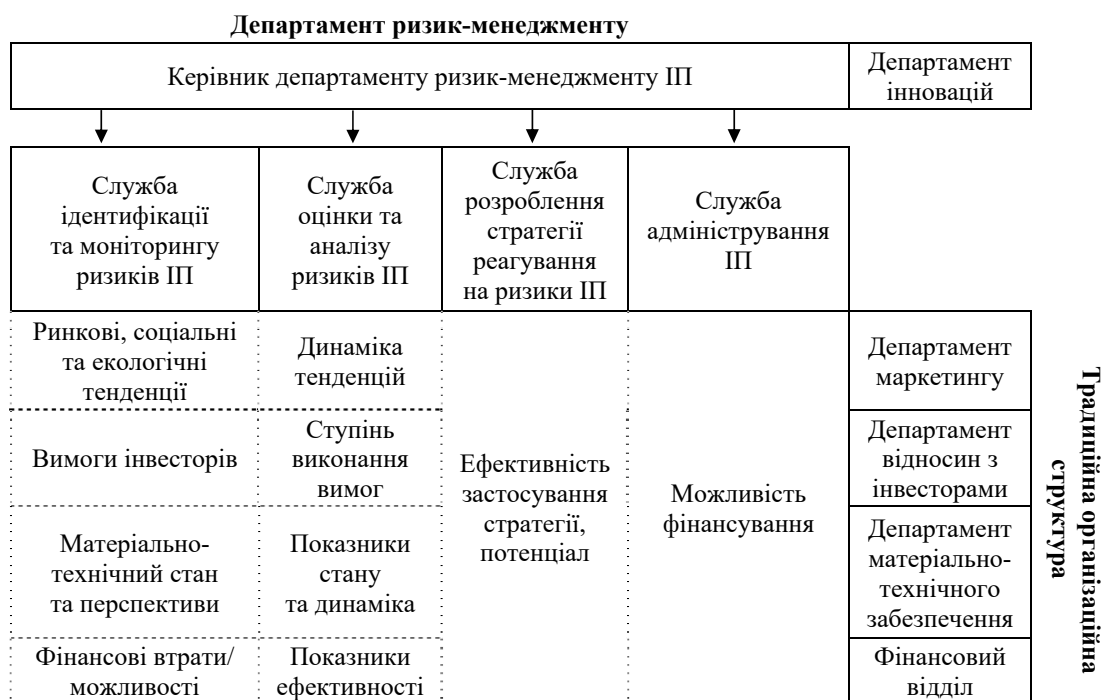 Департамент ризик-менеджменту
Керівник департаменту ризик-менеджменту ІП
Департамент
інновацій
Служба
ідентифікації
та моніторингу
ризиків ІП
Служба
оцінки та
аналізу
ризиків ІП
Служба
розроблення
стратегії
реагування
на ризики ІП
Служба
адміністрування
ІП
Ринкові, соціальні
та екологічні
тенденції
Динаміка
тенденцій
Департамент
маркетингу
Вимоги інвесторів
Ступінь
виконання
вимог
Департамент
відносин з
інвесторами
Ефективність
застосування
стратегії,
потенціал
Можливість
фінансування
Матеріально-
технічний стан
та перспективи
Показники
стану
та динаміка
Департамент
матеріально-
технічного
забезпечення
Фінансові втрати/
можливості
Показники
ефективності
Фінансовий
відділ
Традиційна організаційна
структура